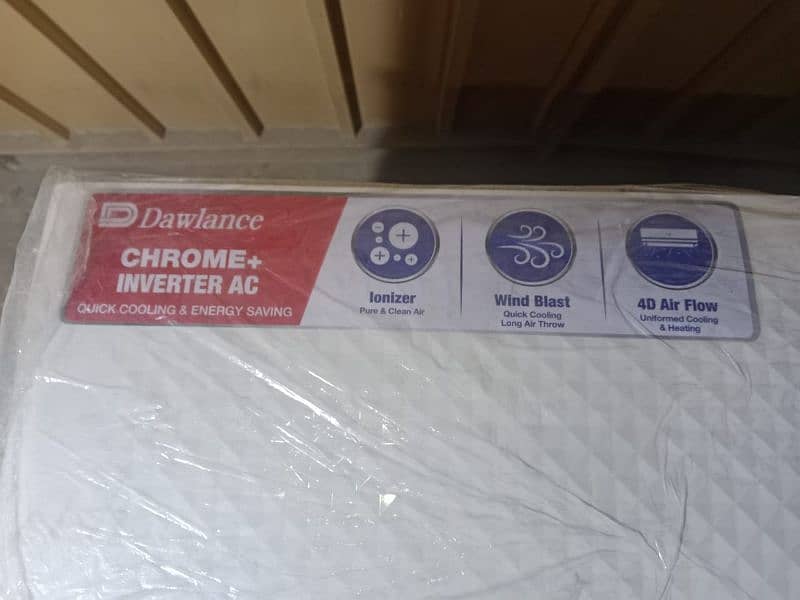 Dawlance
CHROME+
INVERTER AC
QUICK COOLING & ENERGY SAVING
Ionizer
Pure & Clean Air
Wind Blast
Quick Cooling
Long Air Throw
4D Air Flow
Uniformed Cooling
& Heating